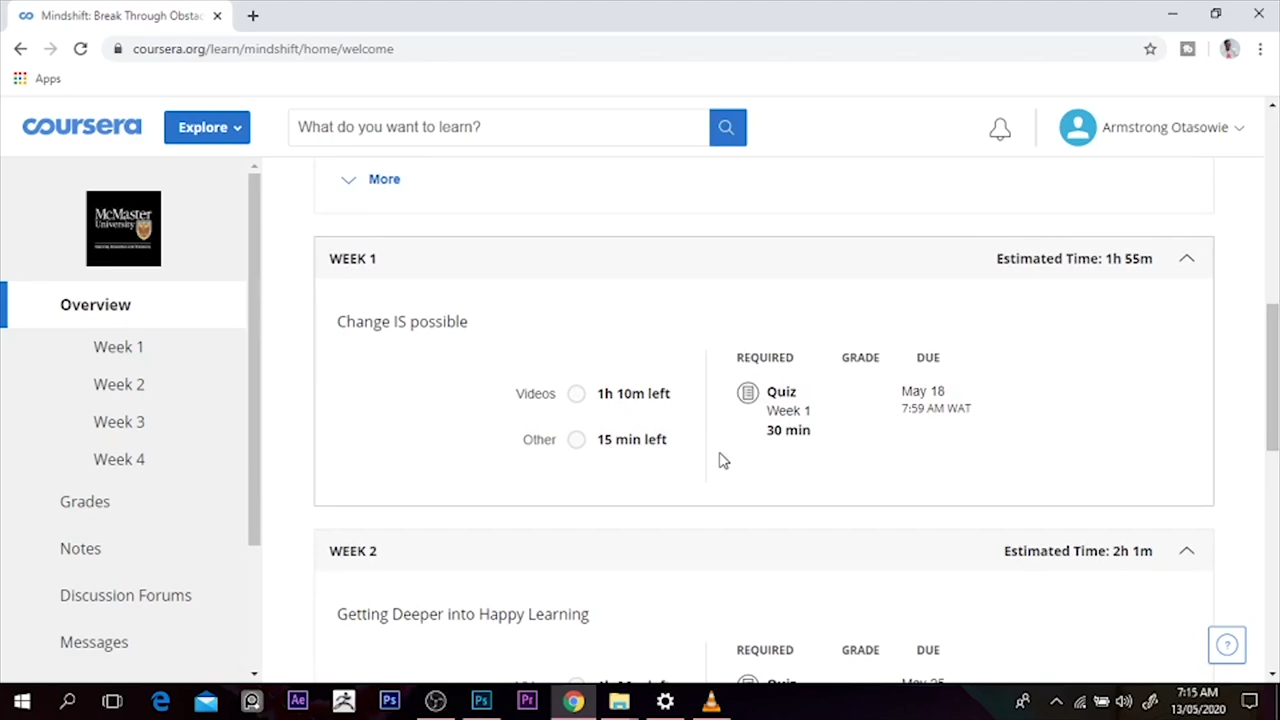 Mindshift: Break Through Obstac
coursera.org/learn/mindshift/home/welcome
Apps
coursera
Explore
What do you want to learn?
Armstrong Otasowie
McMaster
University
Overview
Week 1
Week 2
Week 3
Week 4
Grades
Notes
Discussion Forums
Messages
More
WEEK 1
Estimated Time: 1h 55m
Change IS possible
Videos
1h 10m left
Other
15 min left
REQUIRED
GRADE
DUE
Quiz
Week 1
30 min
May 18
7:59 AM WAT
WEEK 2
Estimated Time: 2h 1m
Getting Deeper into Happy Learning
REQUIRED
GRADE
DUE
?
Ae
Ps
Ps
Pr
7:15 AM
13/05/2020